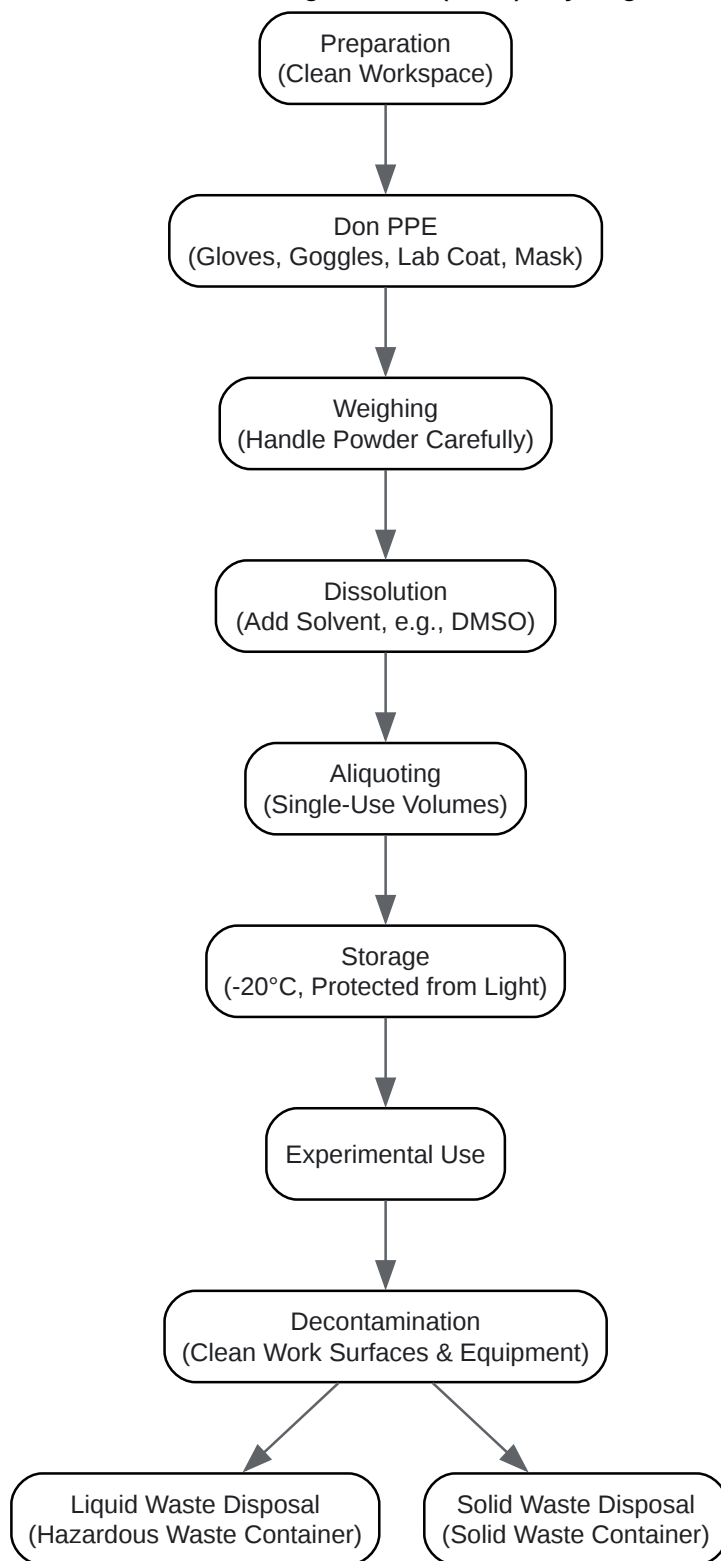 Preparation
(Clean Workspace)
Don PPE
(Gloves, Goggles, Lab Coat, Mask)
Weighing
(Handle Powder Carefully)
Dissolution
(Add Solvent, e.g., DMSO)
Aliquoting
(Single-Use Volumes)
Storage
(-20°C, Protected from Light)
Experimental Use
Decontamination
(Clean Work Surfaces & Equipment)
Liquid Waste Disposal
(Hazardous Waste Container)
Solid Waste Disposal
(Solid Waste Container)